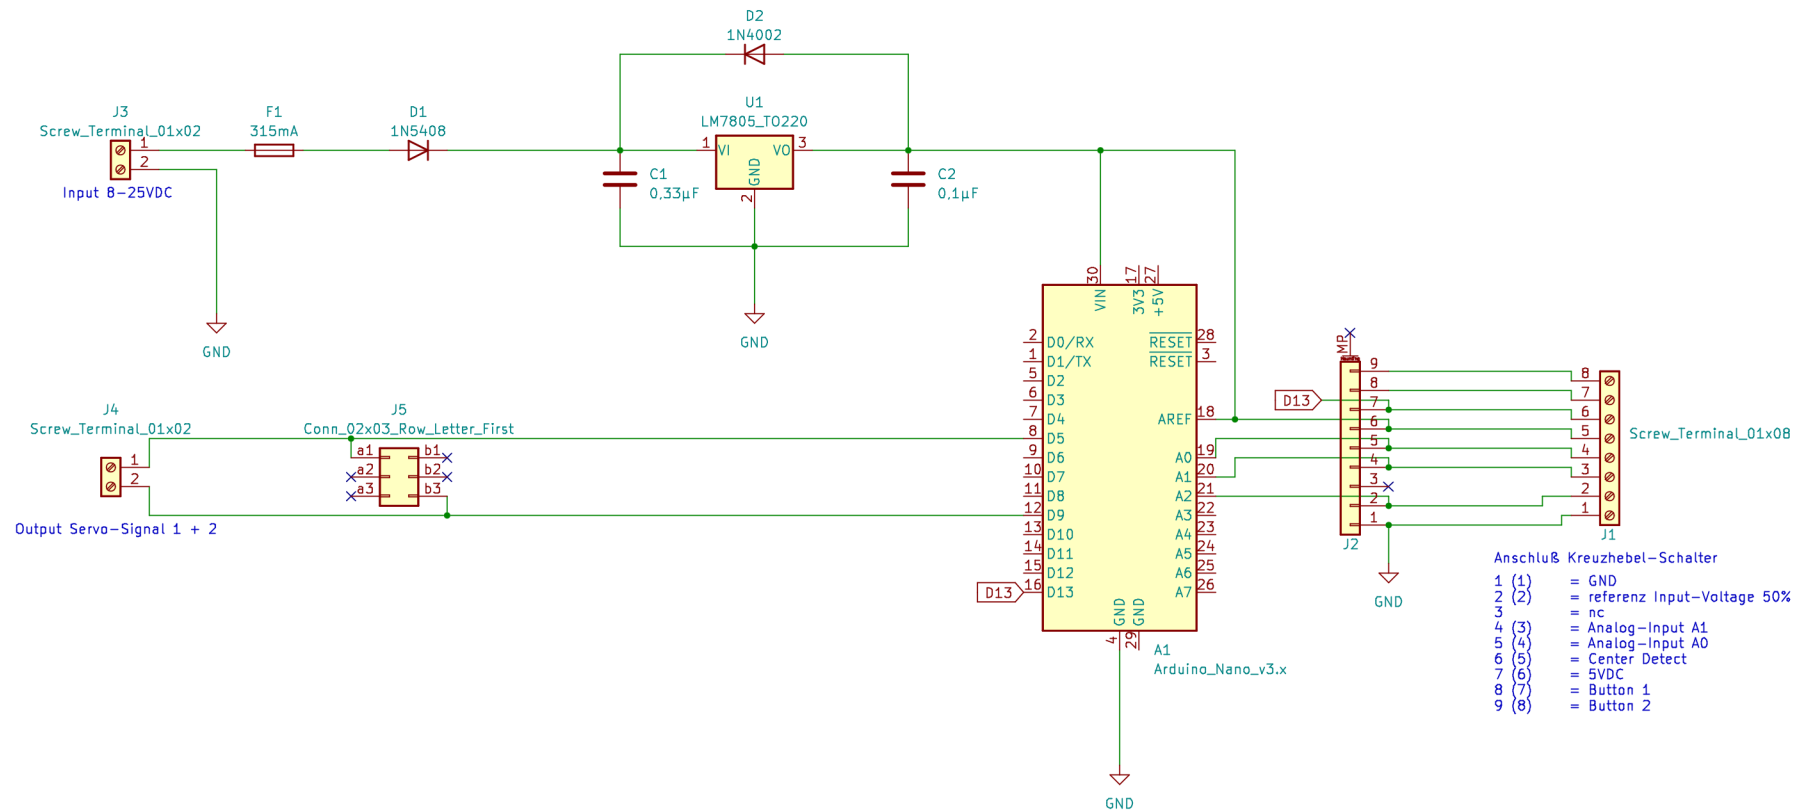 D2
1N4002
J3
Screw_Terminal_01x02
1
2
Input 8-25VDC
F1
315mA
D1
1N5408
U1
LM7805_TO220
1
VI
VO
3
GND
2
C1
0,33µF
C2
0,1µF
GND
GND
J4
Screw_Terminal_01x02
1
2
Output Servo-Signal 1 + 2
J5
Conn_02x03_Row_Letter_First
a1
b1
a2
b2
a3
b3
30
17
27
VIN
3V3
+5V
2 D0/RX
1 D1/TX
5 D2
6 D3
7 D4
8 D5
9 D6
10 D7
11 D8
12 D9
13 D10
14 D11
15 D12
16 D13
D13
RESET 28
RESET 3
AREF 18
A0 19
A1 20
A2 21
A3 22
A4 23
A5 24
A6 25
A7 26
GND
GND
4
29
A1
Arduino_Nano_v3.x
GND
D13
MP
9
8
7
6
5
4
3
2
1
J2
GND
8
7
6
5
4
3
2
1
Screw_Terminal_01x08
J1
Anschluß Kreuzhebel-Schalter
1 (1) = GND
2 (2) = referenz Input-Voltage 50%
3 = nc
4 (3) = Analog-Input A1
5 (4) = Analog-Input A0
6 (5) = Center Detect
7 (6) = 5VDC
8 (7) = Button 1
9 (8) = Button 2